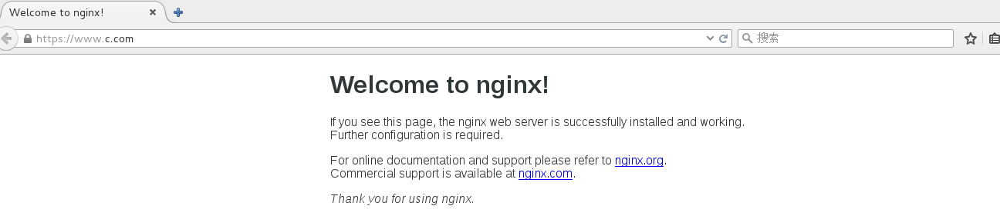 Welcome to nginx!
https://www.c.com
搜索
Welcome to nginx!
If you see this page, the nginx web server is successfully installed and working.
Further configuration is required.
For online documentation and support please refer to nginx.org.
Commercial support is available at nginx.com.
Thank you for using nginx.